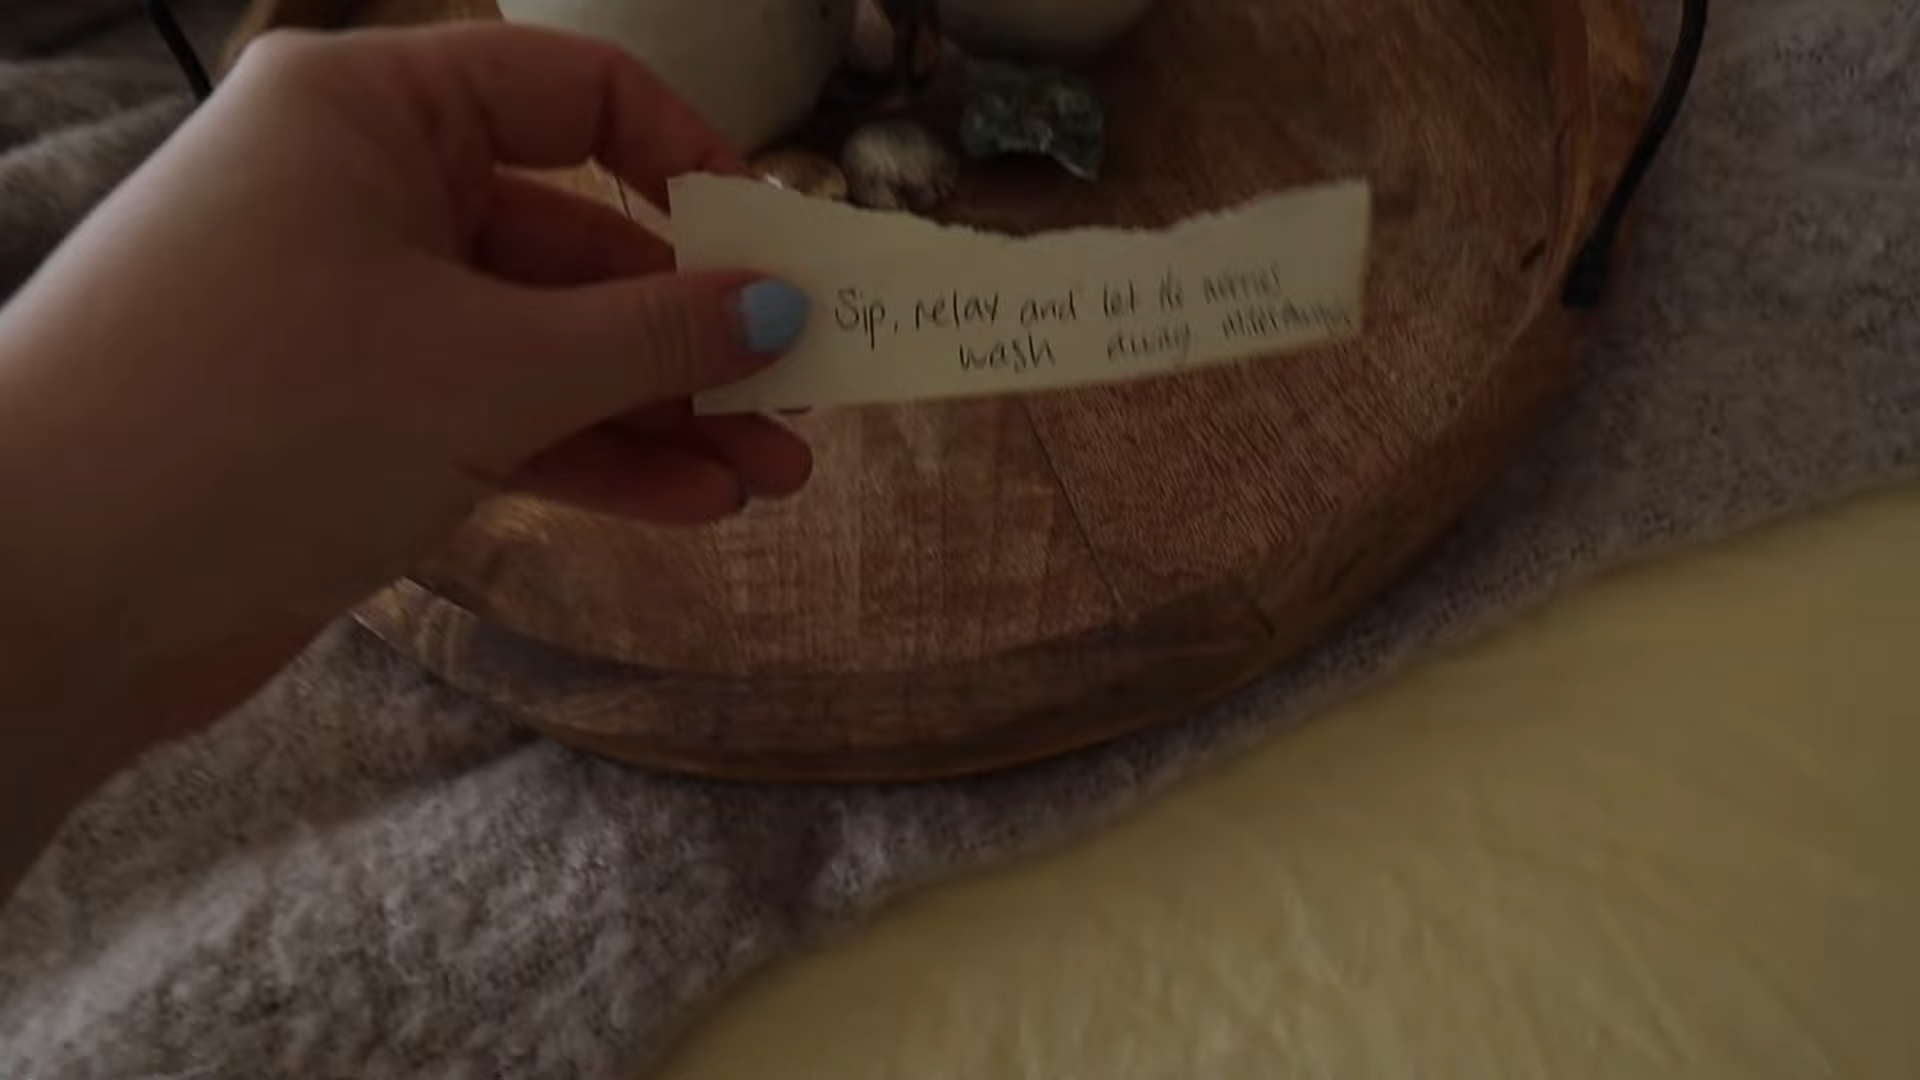 Sip, relax and let the worries
wash away